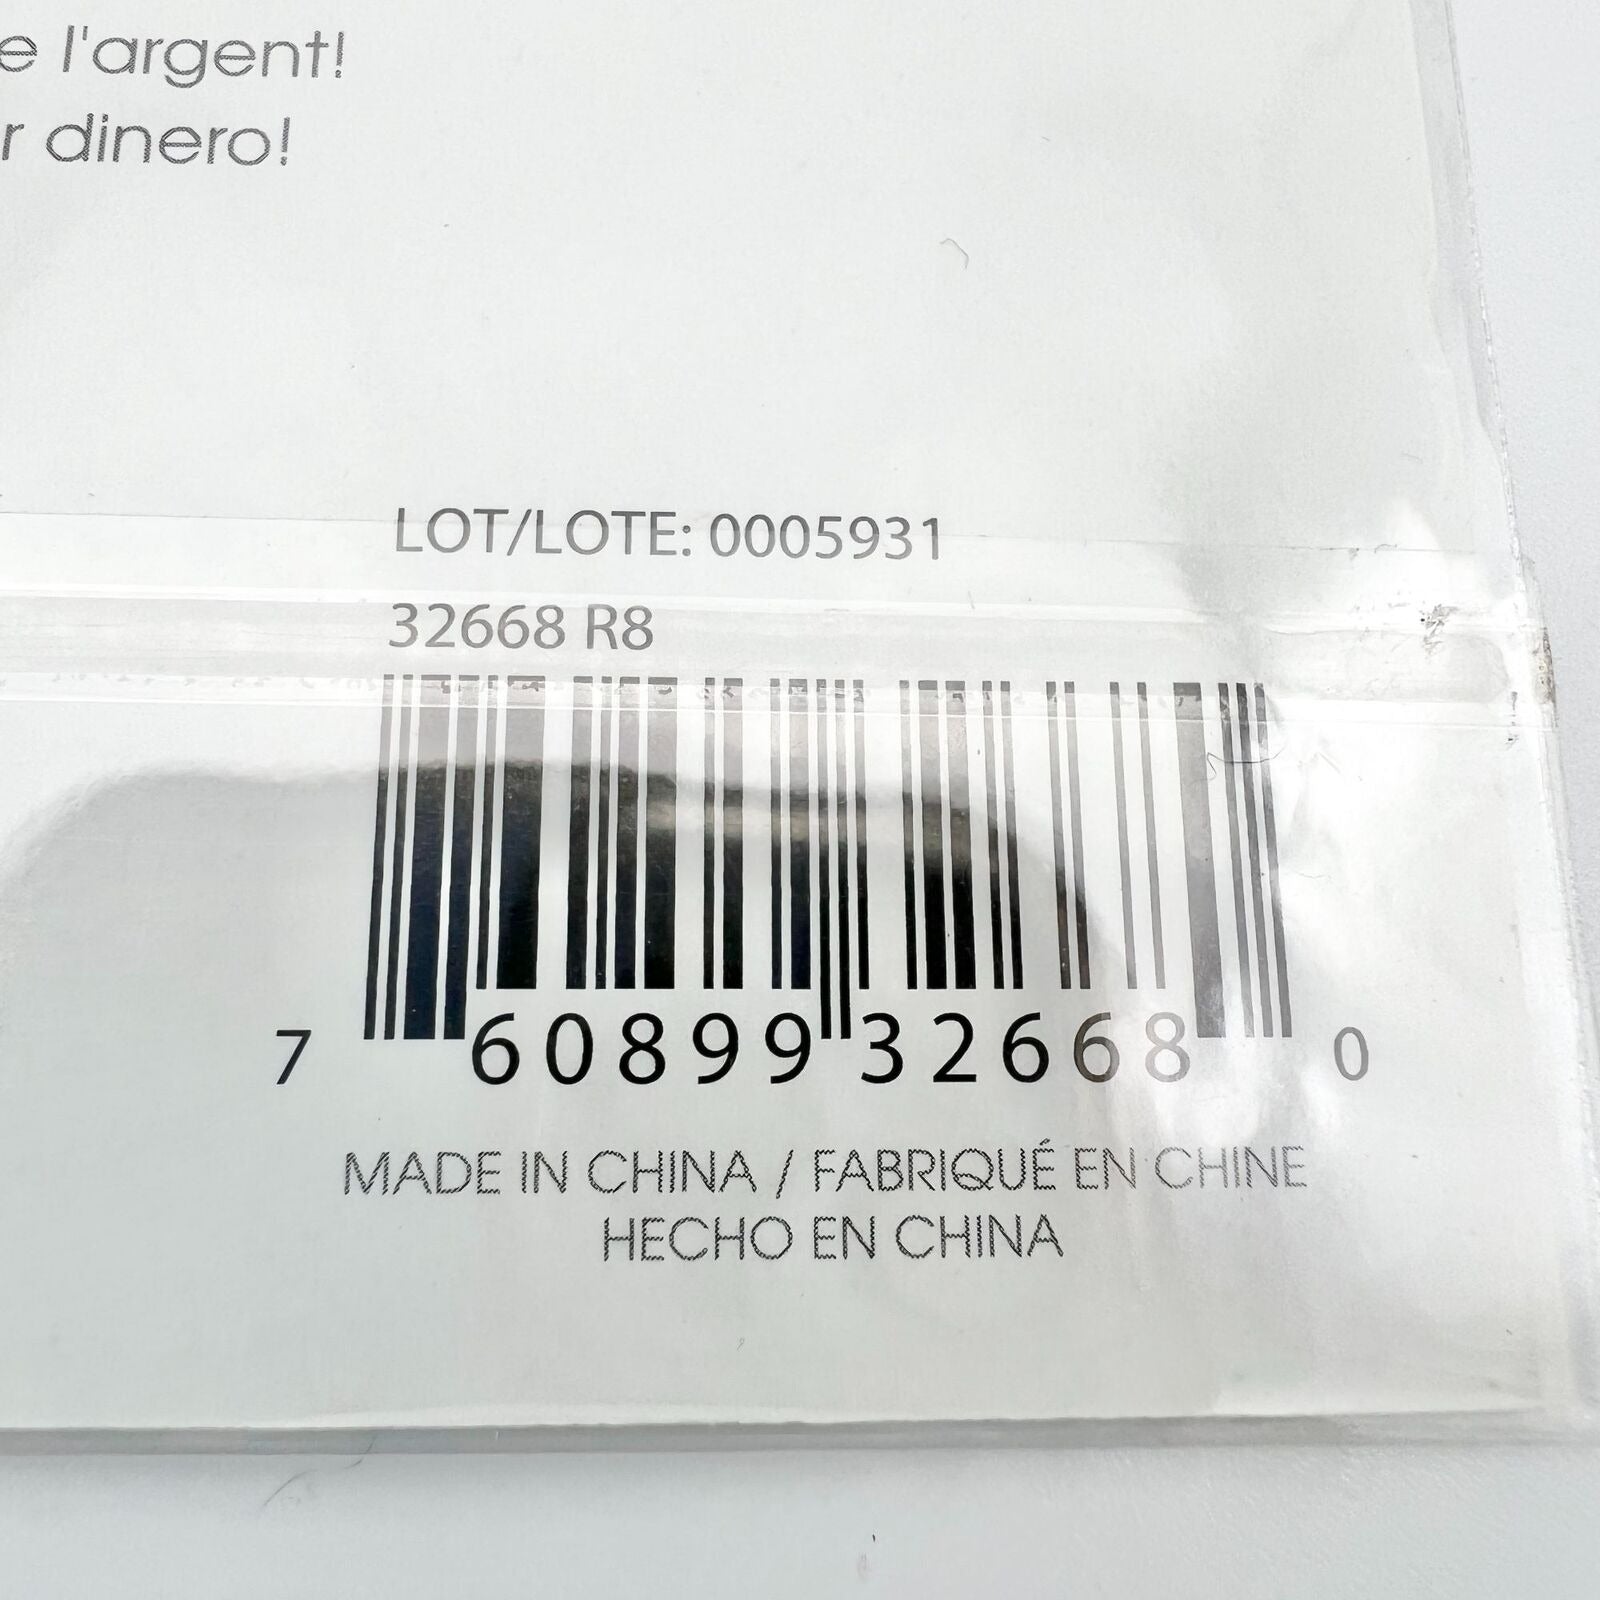 e l'argent!
r dinero!
LOT/LOTE: 0005931
32668 R8
7 60899 32668 0
MADE IN CHINA / FABRIQUÉ EN CHINE
HECHO EN CHINA